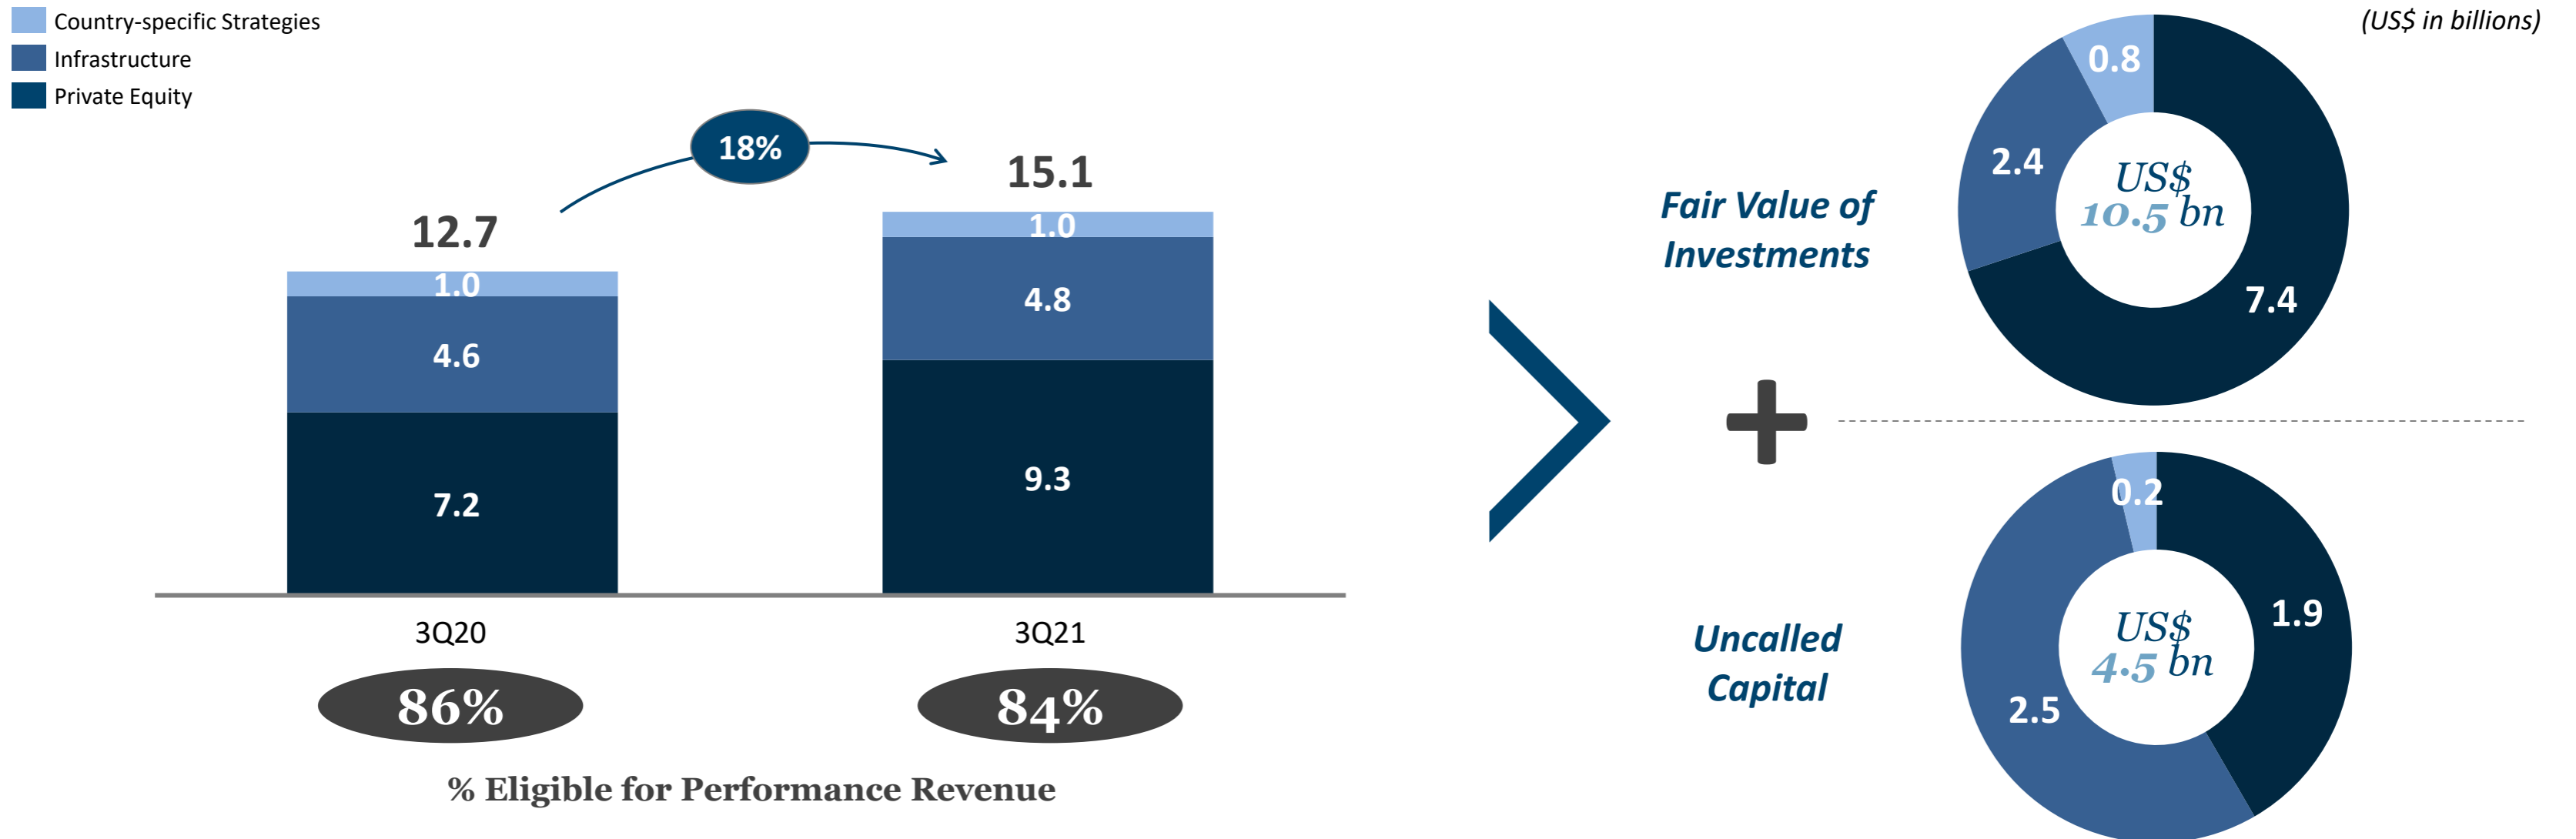 Country-specific Strategies
Infrastructure
Private Equity
(US$ in billions)
18%
12.7
1.0
4.6
7.2
15.1
1.0
4.8
9.3
3Q20
3Q21
86%
84%
% Eligible for Performance Revenue
Fair Value of
Investments
0.8
2.4
7.4
US$
10.5 bn
+
Uncalled
Capital
0.2
1.9
2.5
US$
4.5 bn